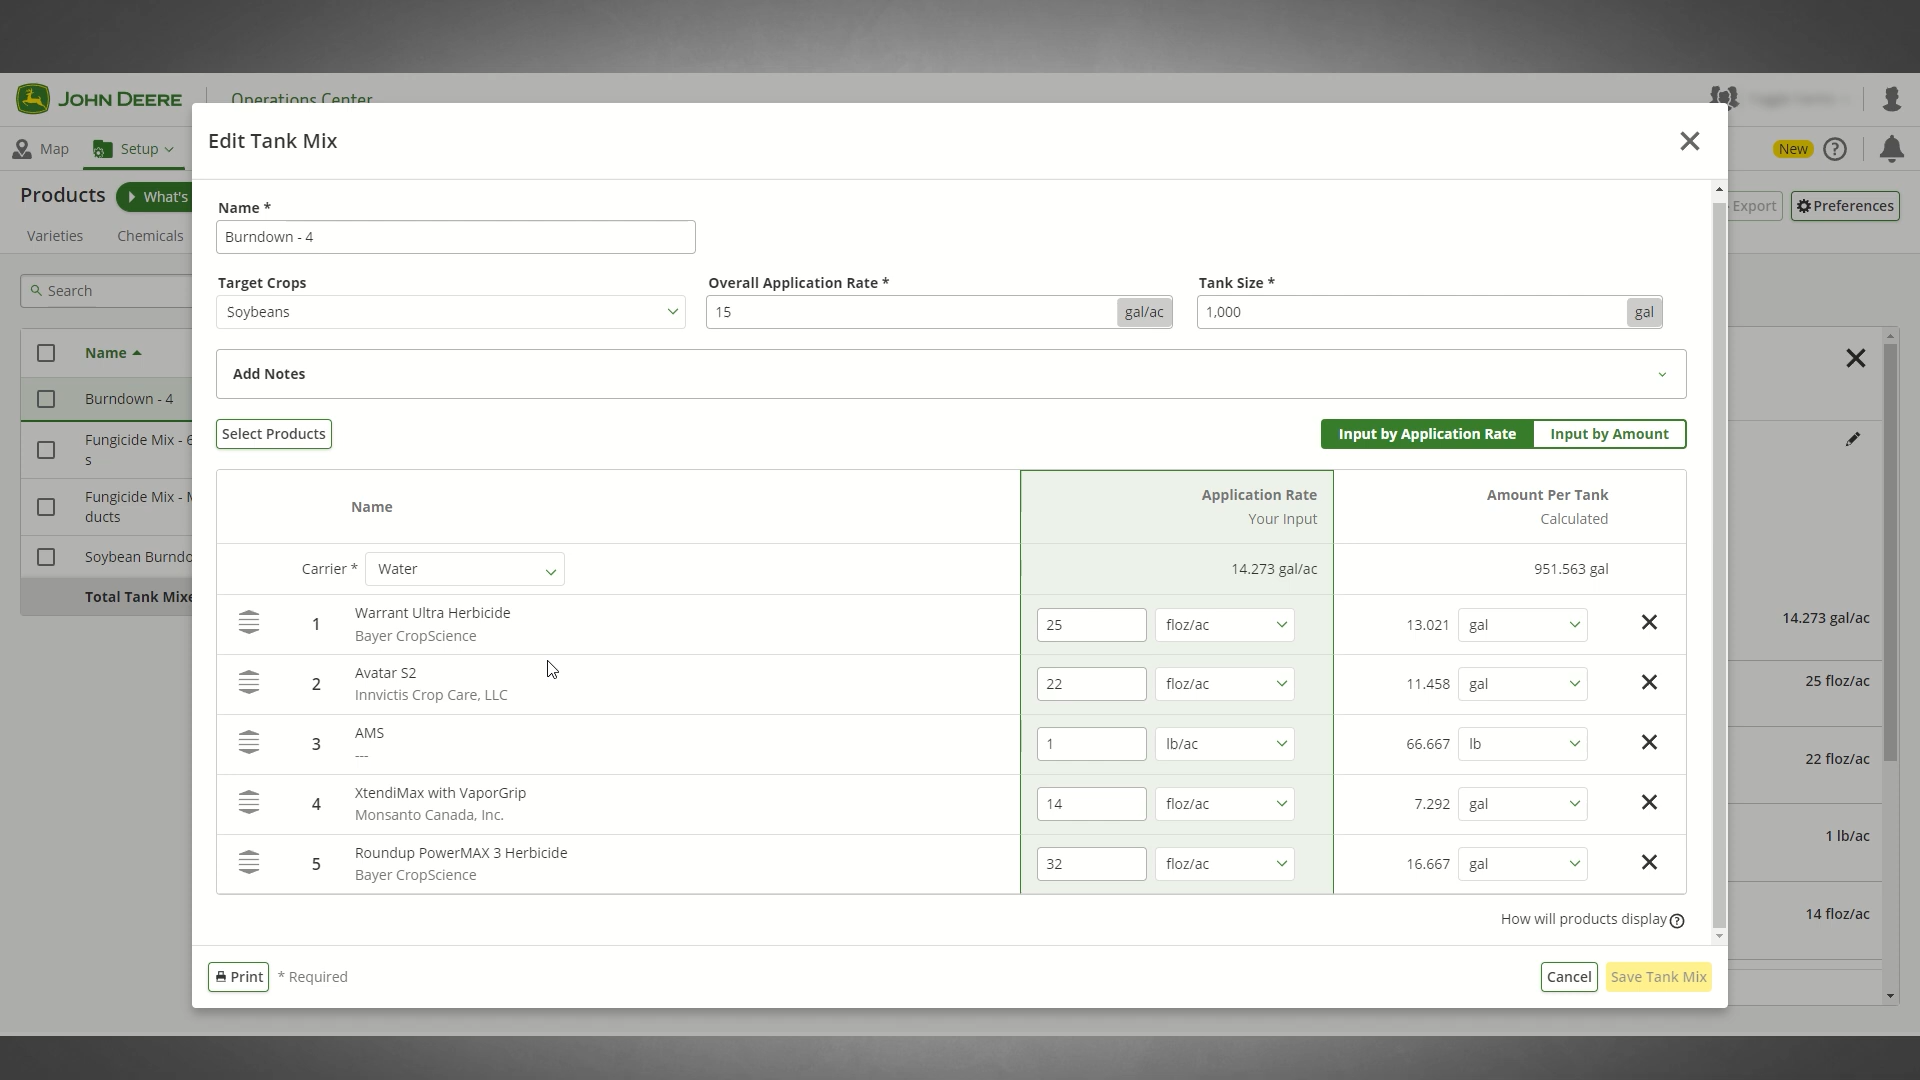 JOHN DEERE
Operations Center
Map
Setup
New
Products
What's
Export
Preferences
Varieties
Chemicals
Search
Name
Burndown - 4
Fungicide Mix - 6
s
Fungicide Mix - M
ducts
Soybean Burndo
Total Tank Mixe
Edit Tank Mix
Name *
Burndown - 4
Target Crops
Overall Application Rate *
Tank Size *
Soybeans
15 gal/ac
1,000 gal
Add Notes
Select Products
Input by Application Rate
Input by Amount
Name
Application Rate
Your Input
Amount Per Tank
Calculated
Carrier * Water 14.273 gal/ac 951.563 gal
1 Warrant Ultra Herbicide 25 floz/ac 13.021 gal
Bayer CropScience
2 Avatar S2 22 floz/ac 11.458 gal
Innvictis Crop Care, LLC
3 AMS 1 lb/ac 66.667 lb
---
4 XtendiMax with VaporGrip 14 floz/ac 7.292 gal
Monsanto Canada, Inc.
5 Roundup PowerMAX 3 Herbicide 32 floz/ac 16.667 gal
Bayer CropScience
How will products display
Print
* Required
Cancel
Save Tank Mix
14.273 gal/ac
25 floz/ac
22 floz/ac
1 lb/ac
14 floz/ac